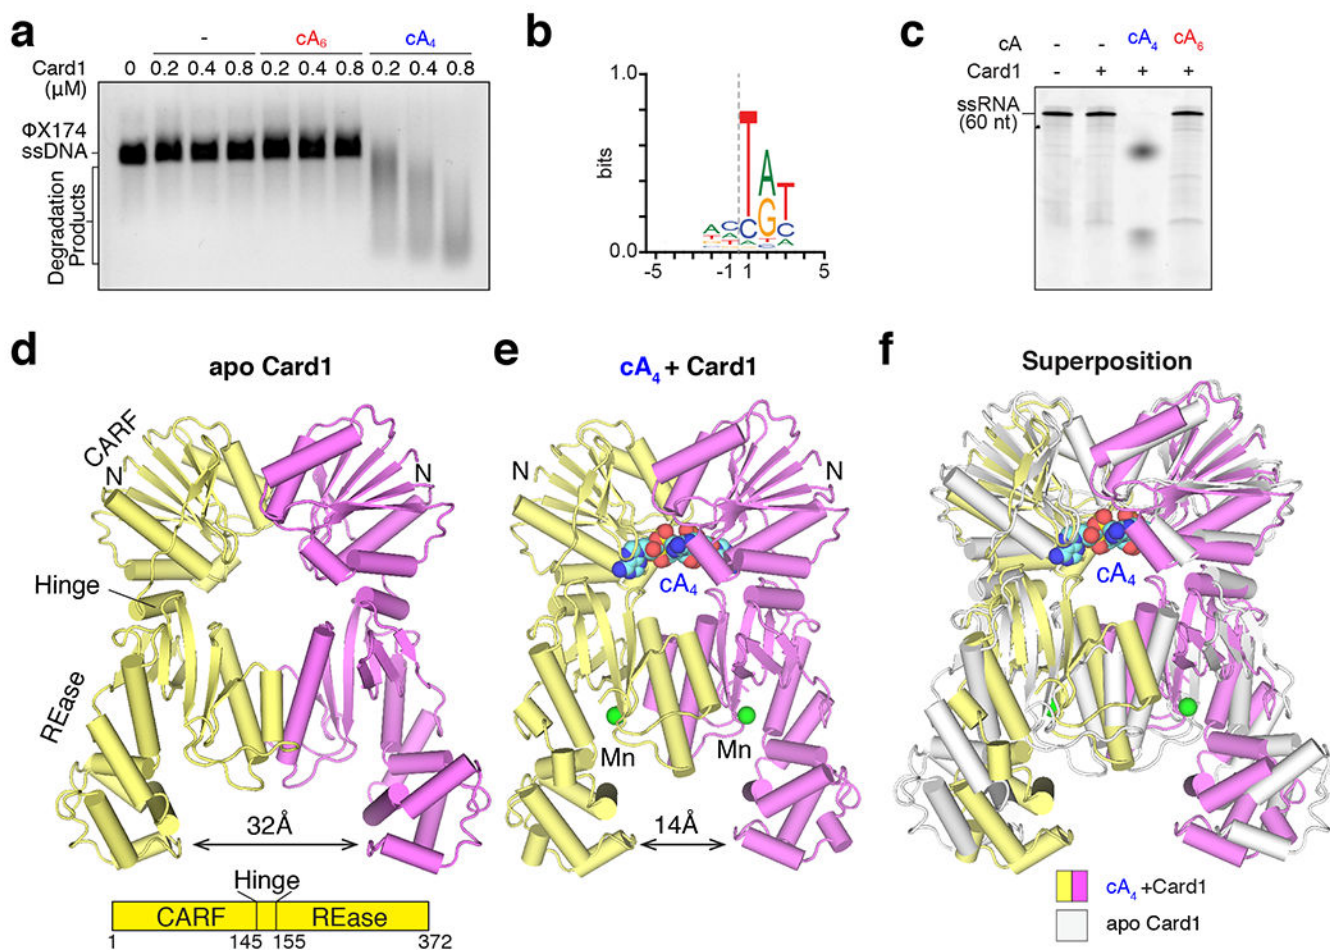 a
- cA6 cA4
Card1 0 0.2 0.4 0.8 0.2 0.4 0.8 0.2 0.4 0.8
(μM)
ΦX174
ssDNA
Degradation
Products
b
bits
1.0
0.0
-5 -1 1 5
T
A
G T
A C C C
c
cA - - cA4 cA6
Card1 - + + +
ssRNA
(60 nt)
d
apo Card1
CARF
N N
Hinge
REase
32Å
Hinge
CARF REase
1 145 155 372
e
cA4 + Card1
N N
cA4
Mn Mn
14Å
f
Superposition
cA4
cA4 +Card1
apo Card1